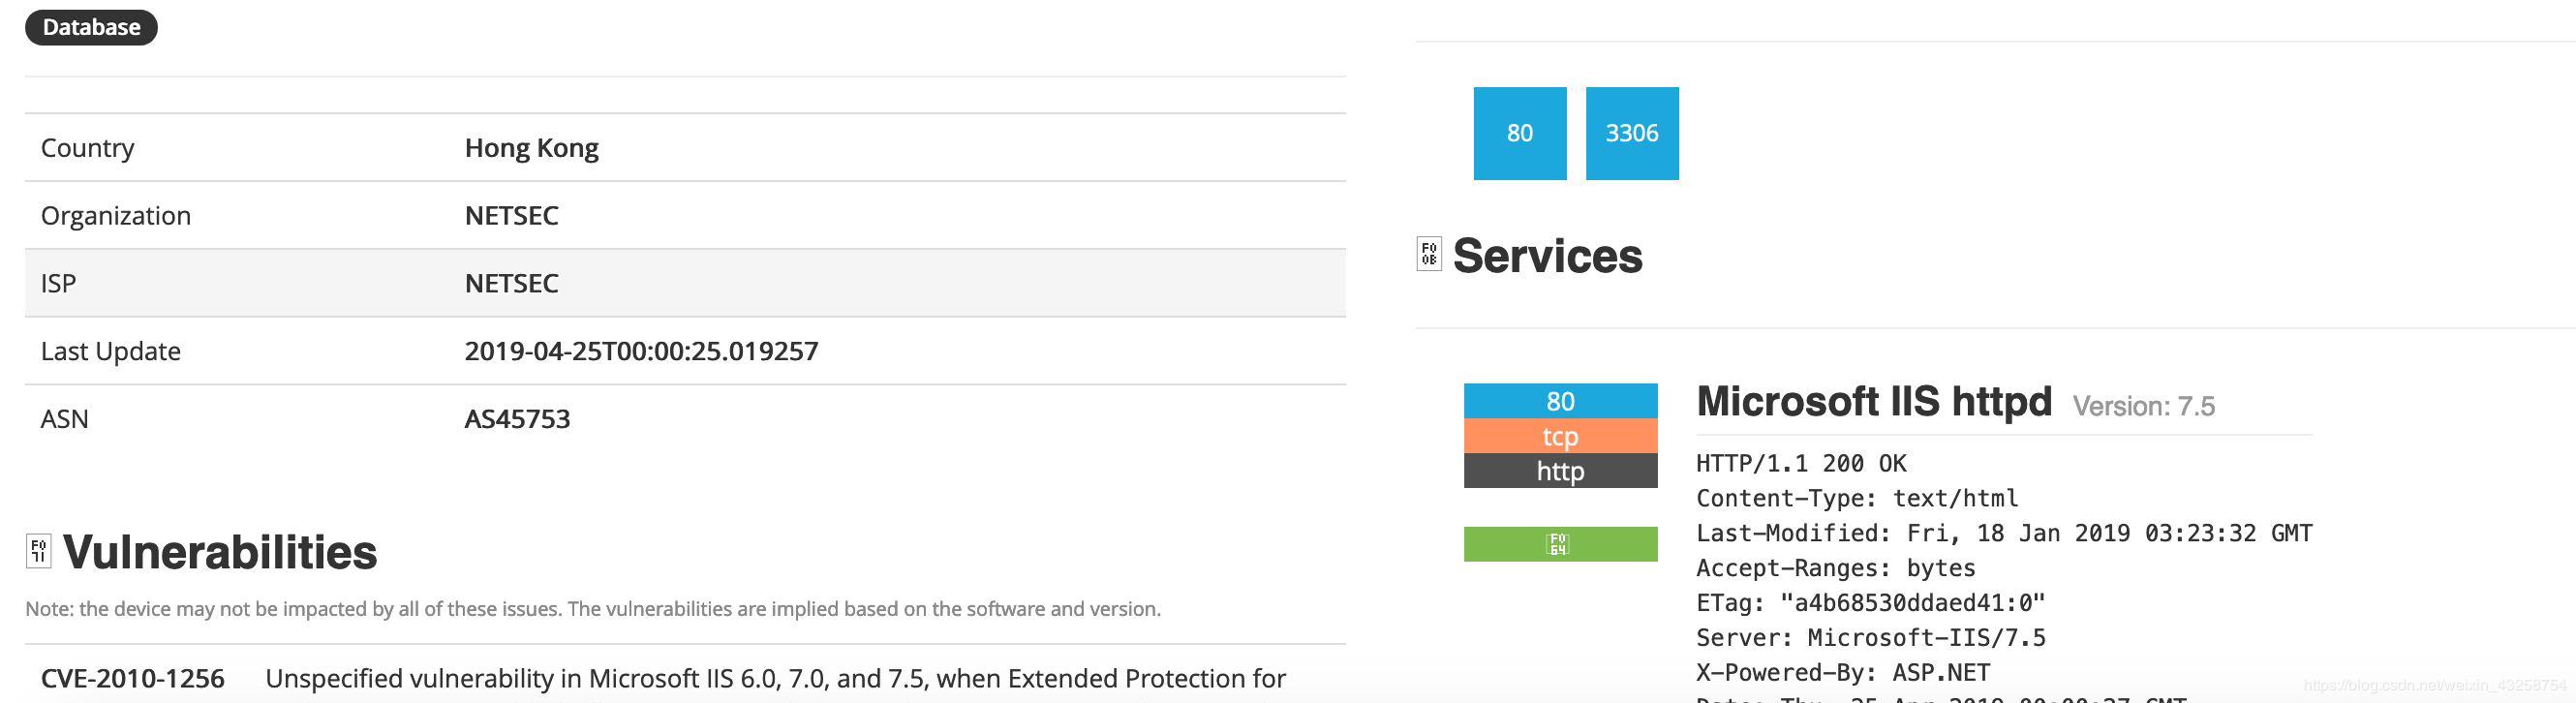 Database
Country Hong Kong
Organization NETSEC
ISP NETSEC
Last Update 2019-04-25T00:00:25.019257
ASN AS45753
Vulnerabilities
Note: the device may not be impacted by all of these issues. The vulnerabilities are implied based on the software and version.
CVE-2010-1256 Unspecified vulnerability in Microsoft IIS 6.0, 7.0, and 7.5, when Extended Protection for
80 3306
Services
80
tcp
http
Microsoft IIS httpd Version: 7.5
HTTP/1.1 200 OK
Content-Type: text/html
Last-Modified: Fri, 18 Jan 2019 03:23:32 GMT
Accept-Ranges: bytes
ETag: "a4b68530ddaed41:0"
Server: Microsoft-IIS/7.5
X-Powered-By: ASP.NET
https://blog.csdn.net/weixin_43258754